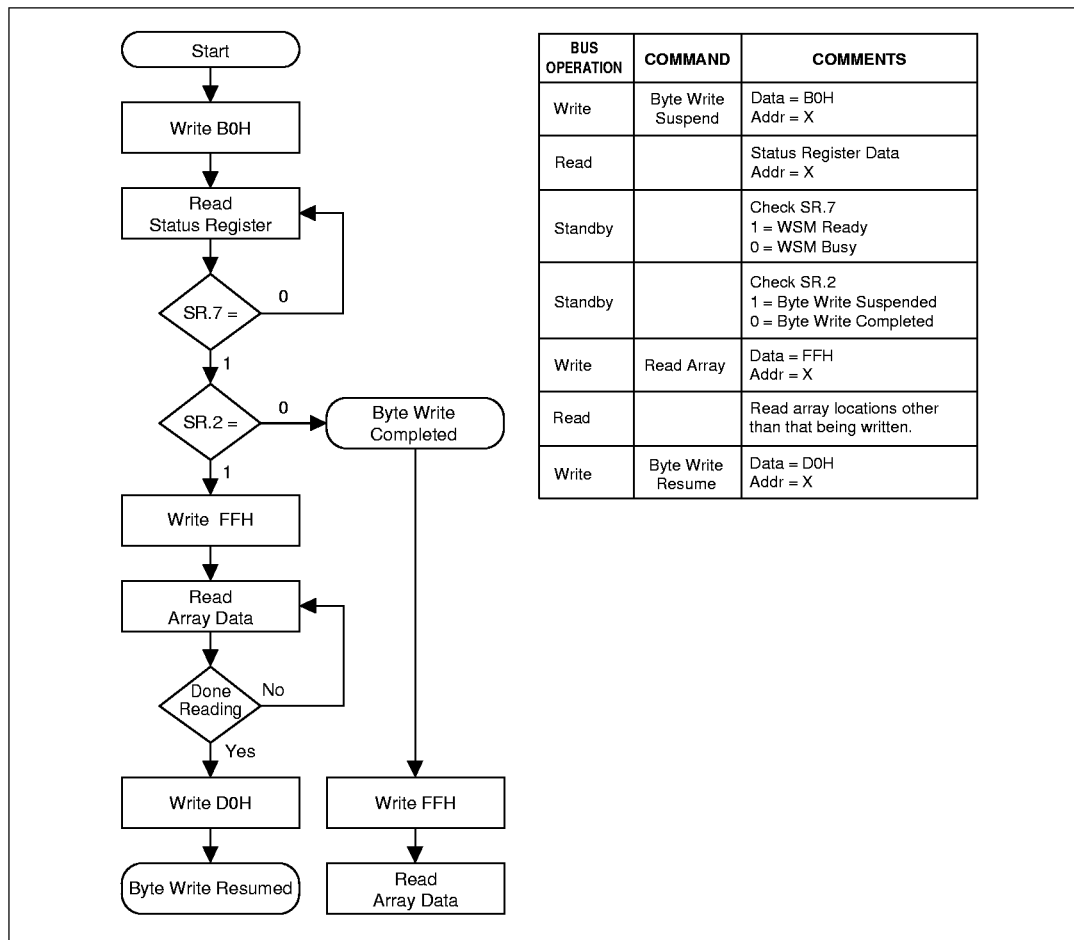 Start
Write B0H
Read
Status Register
0
SR.7 =
1
SR.2 =
0
Byte Write
Completed
1
Write FFH
Read
Array Data
Done
Reading
No
Yes
Write D0H
Write FFH
Byte Write Resumed
Read
Array Data
BUS
OPERATION
COMMAND
COMMENTS
Write
Byte Write
Suspend
Data = B0H
Addr = X
Read
Status Register Data
Addr = X
Standby
Check SR.7
1 = WSM Ready
0 = WSM Busy
Standby
Check SR.2
1 = Byte Write Suspended
0 = Byte Write Completed
Write
Read Array
Data = FFH
Addr = X
Read
Read array locations other
than that being written.
Write
Byte Write
Resume
Data = D0H
Addr = X